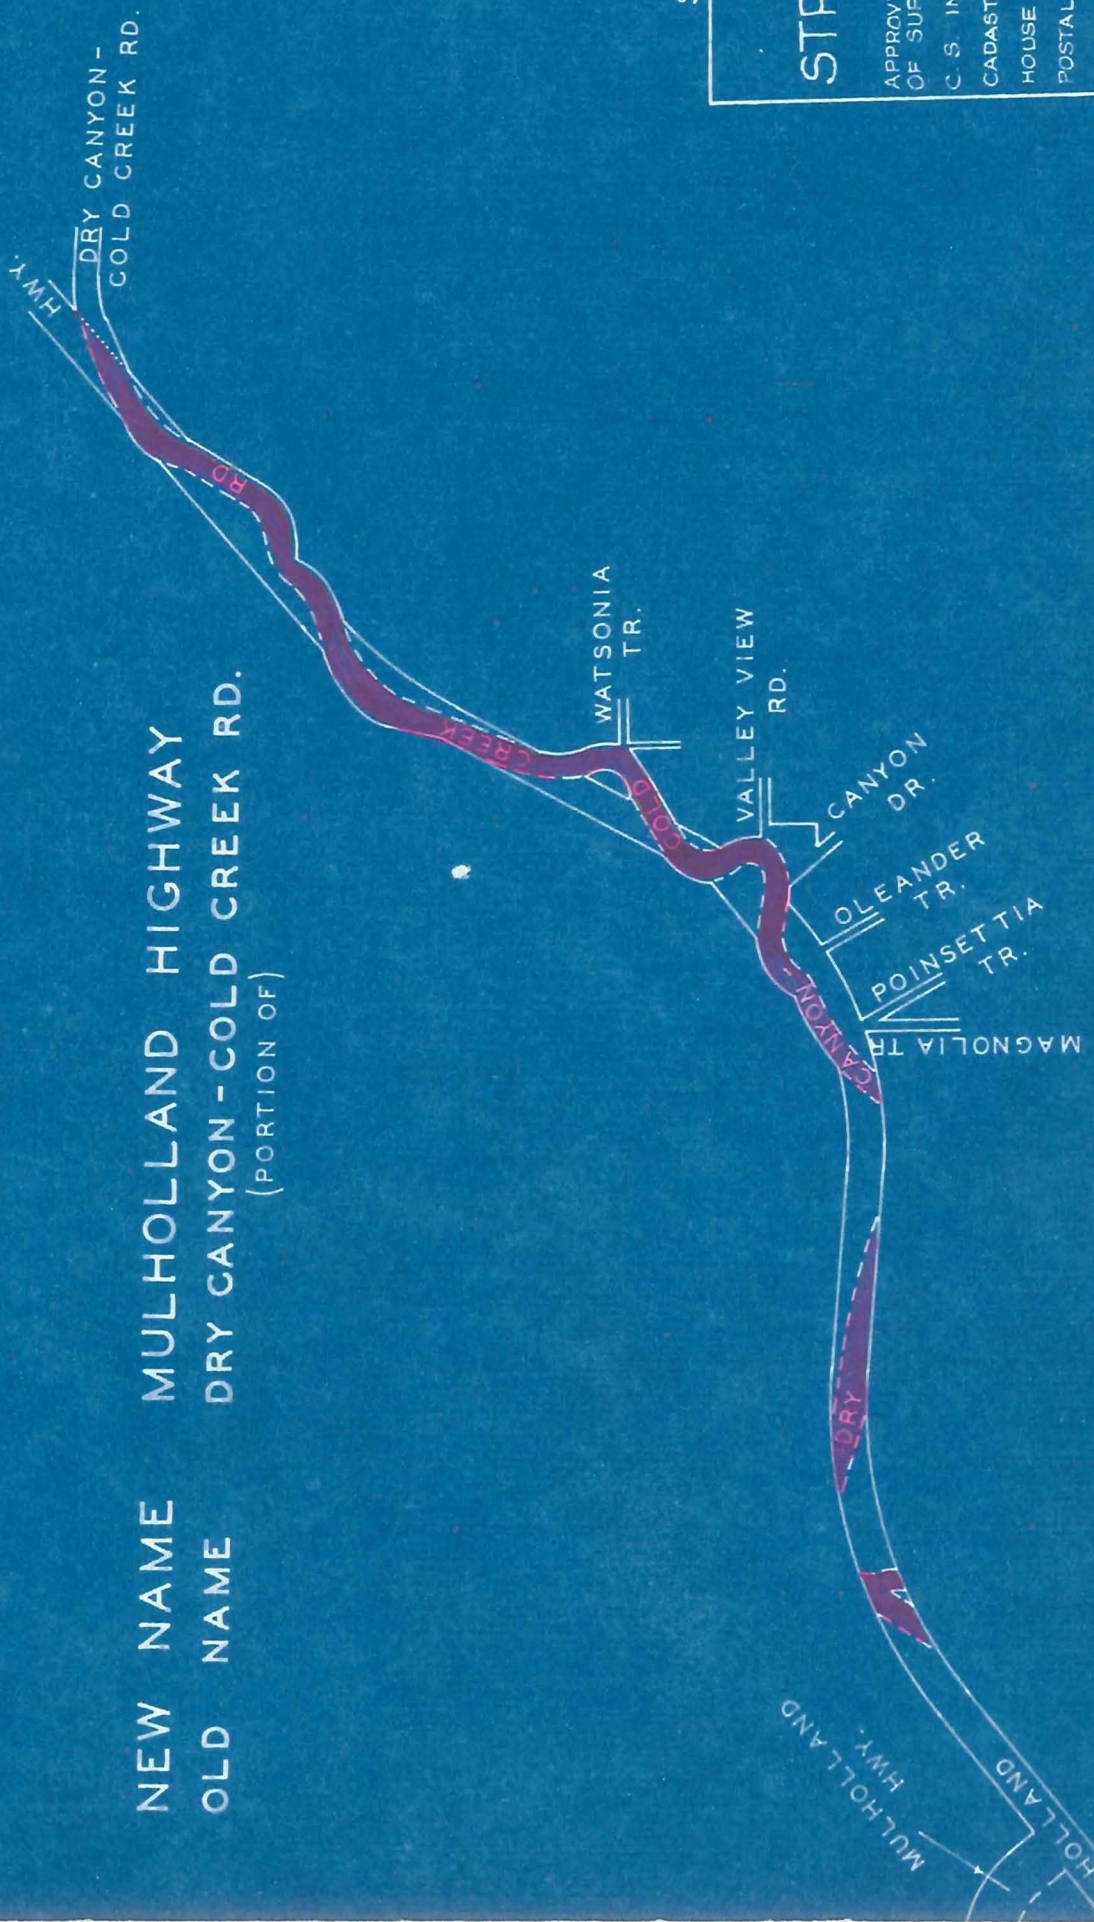 NEW NAME MULHOLLAND HIGHWAY
OLD NAME DRY CANYON-COLD CREEK RD.
(PORTION OF)
HWY.
DRY CANYON-
COLD CREEK RD.
RD
CREEK
COLD
CANYON-
DRY
WATSONIA
TR.
VALLEY VIEW
RD.
CANYON
DR.
OLEANDER
TR.
POINSETTIA
TR.
MAGNOLIA TR
MULHOLLAND
HWY.
HOLLAND
STR
APPROV
OF SUP
C. S. IN
CADAST
HOUSE
POSTAL